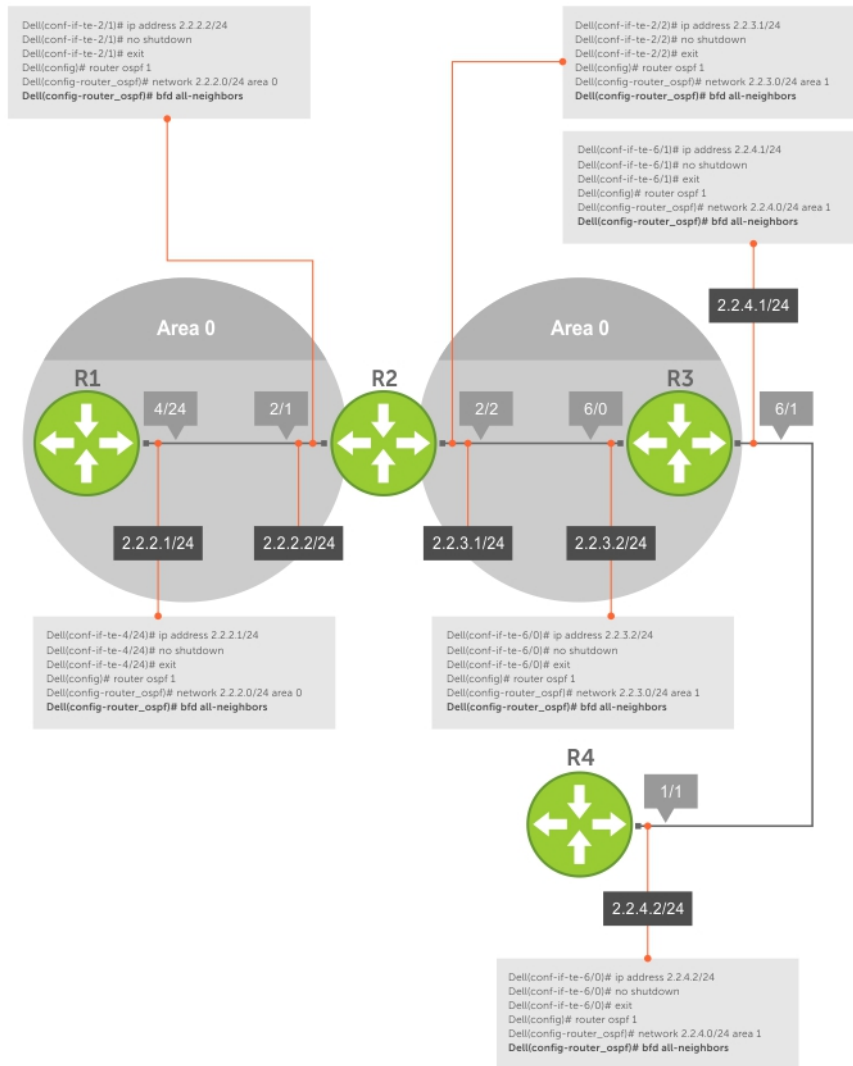 Dell(conf-if-te-2/1)# ip address 2.2.2.2/24
Dell(conf-if-te-2/1)# no shutdown
Dell(conf-if-te-2/1)# exit
Dell(config)# router ospf 1
Dell(config-router_ospf)# network 2.2.2.0/24 area 0
Dell(config-router_ospf)# bfd all-neighbors
Dell(conf-if-te-2/2)# ip address 2.2.3.1/24
Dell(conf-if-te-2/2)# no shutdown
Dell(conf-if-te-2/2)# exit
Dell(config)# router ospf 1
Dell(config-router_ospf)# network 2.2.3.0/24 area 1
Dell(config-router_ospf)# bfd all-neighbors
Dell(conf-if-te-6/1)# ip address 2.2.4.1/24
Dell(conf-if-te-6/1)# no shutdown
Dell(conf-if-te-6/1)# exit
Dell(config)# router ospf 1
Dell(config-router_ospf)# network 2.2.4.0/24 area 1
Dell(config-router_ospf)# bfd all-neighbors
2.2.4.1/24
Area 0
Area 0
R1
R2
R3
4/24
2/1
2/2
6/0
6/1
2.2.2.1/24
2.2.2.2/24
2.2.3.1/24
2.2.3.2/24
Dell(conf-if-te-4/24)# ip address 2.2.2.1/24
Dell(conf-if-te-4/24)# no shutdown
Dell(conf-if-te-4/24)# exit
Dell(config)# router ospf 1
Dell(config-router_ospf)# network 2.2.2.0/24 area 0
Dell(config-router_ospf)# bfd all-neighbors
Dell(conf-if-te-6/0)# ip address 2.2.3.2/24
Dell(conf-if-te-6/0)# no shutdown
Dell(conf-if-te-6/0)# exit
Dell(config)# router ospf 1
Dell(config-router_ospf)# network 2.2.3.0/24 area 1
Dell(config-router_ospf)# bfd all-neighbors
R4
1/1
2.2.4.2/24
Dell(conf-if-te-6/0)# ip address 2.2.4.2/24
Dell(conf-if-te-6/0)# no shutdown
Dell(conf-if-te-6/0)# exit
Dell(config)# router ospf 1
Dell(config-router_ospf)# network 2.2.4.0/24 area 1
Dell(config-router_ospf)# bfd all-neighbors